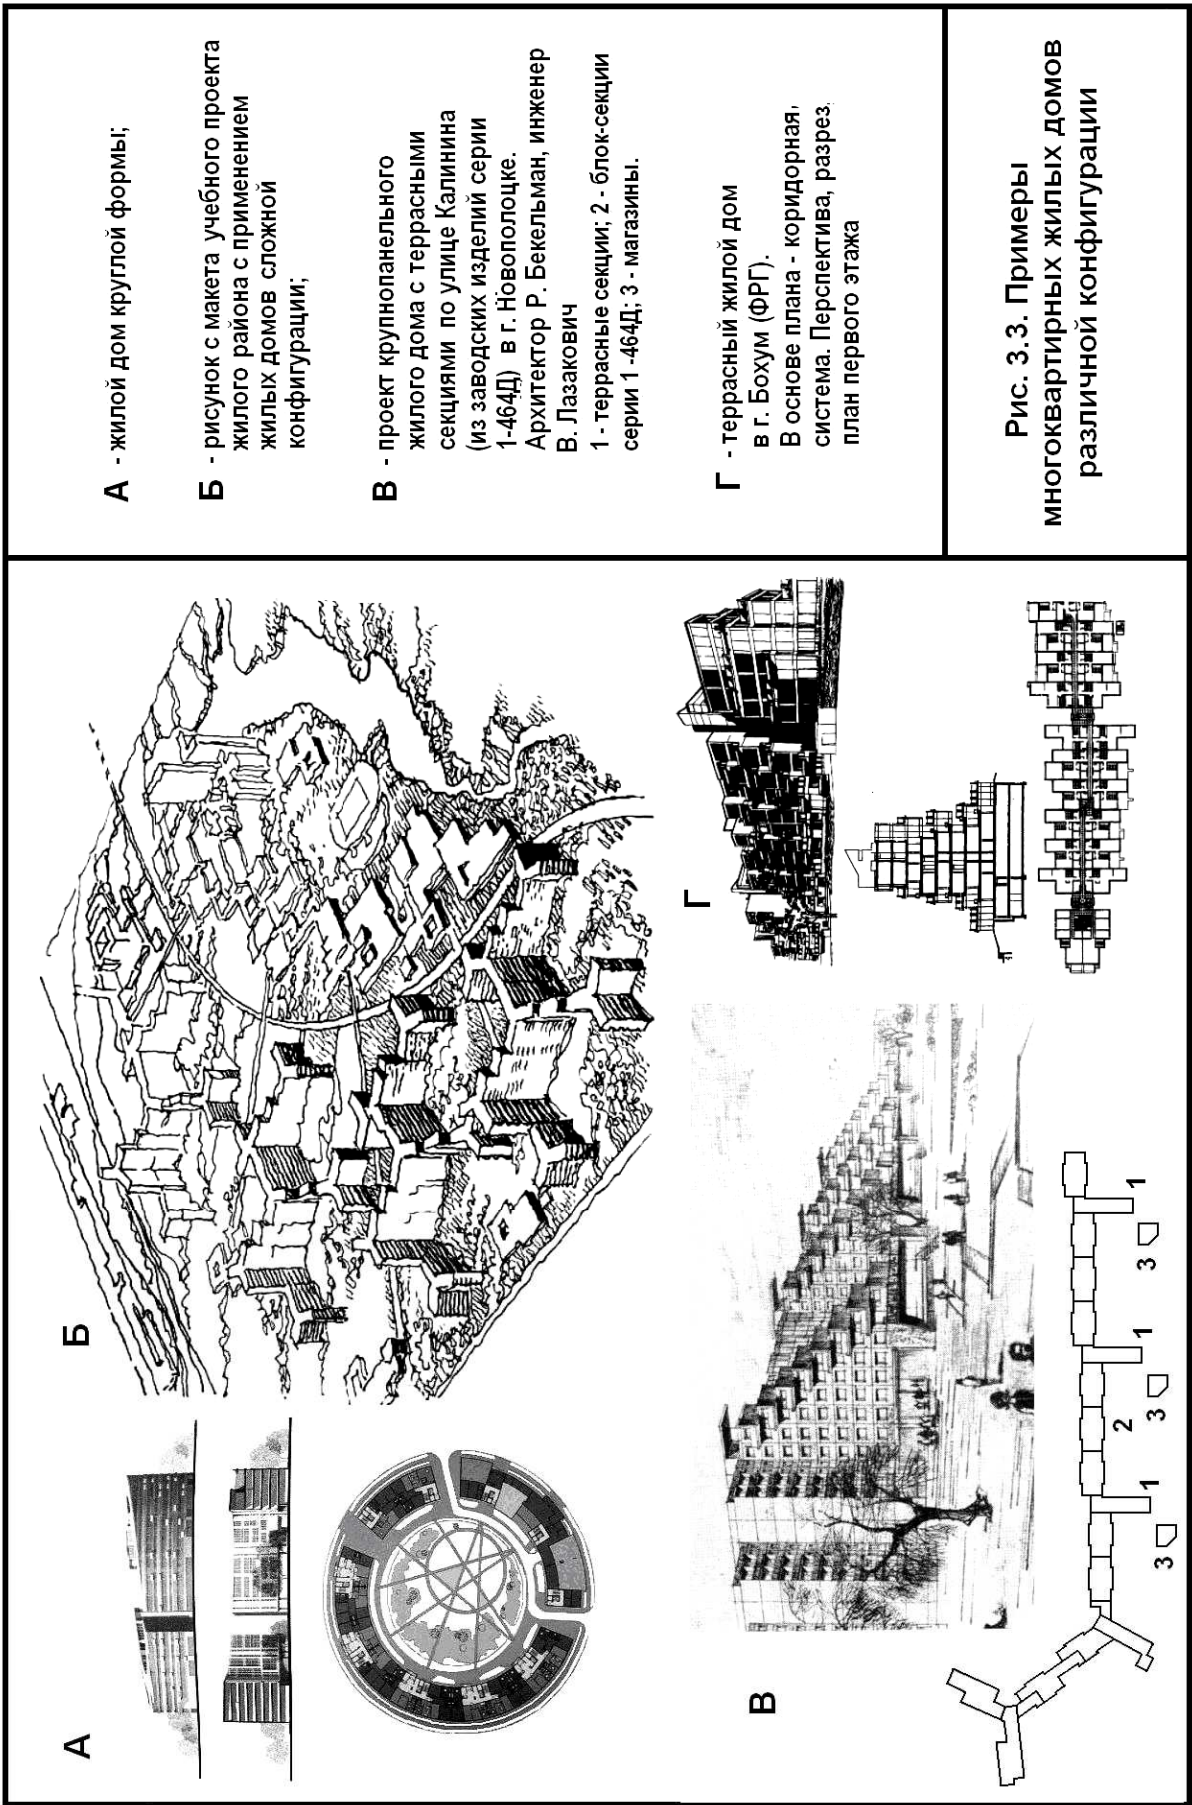 А
Б
В
1
1
1
2
3
3
3
Г
А - жилой дом круглой формы;
Б - рисунок с макета учебного проекта
жилого района с применением
жилых домов сложной
конфигурации;
В - проект крупнопанельного
жилого дома с террасными
секциями по улице Калинина
(из заводских изделий серии
1-464Д) в г. Новополоцке.
Архитектор Р. Бекельман, инженер
В. Лазакович
1 - террасные секции; 2 - блок-секции
серии 1 -464Д; 3 - магазины.
Г - террасный жилой дом
в г. Бохум (ФРГ).
В основе плана - коридорная,
система. Перспектива, разрез,
план первого этажа
Рис. 3.3. Примеры
многоквартирных жилых домов
различной конфигурации